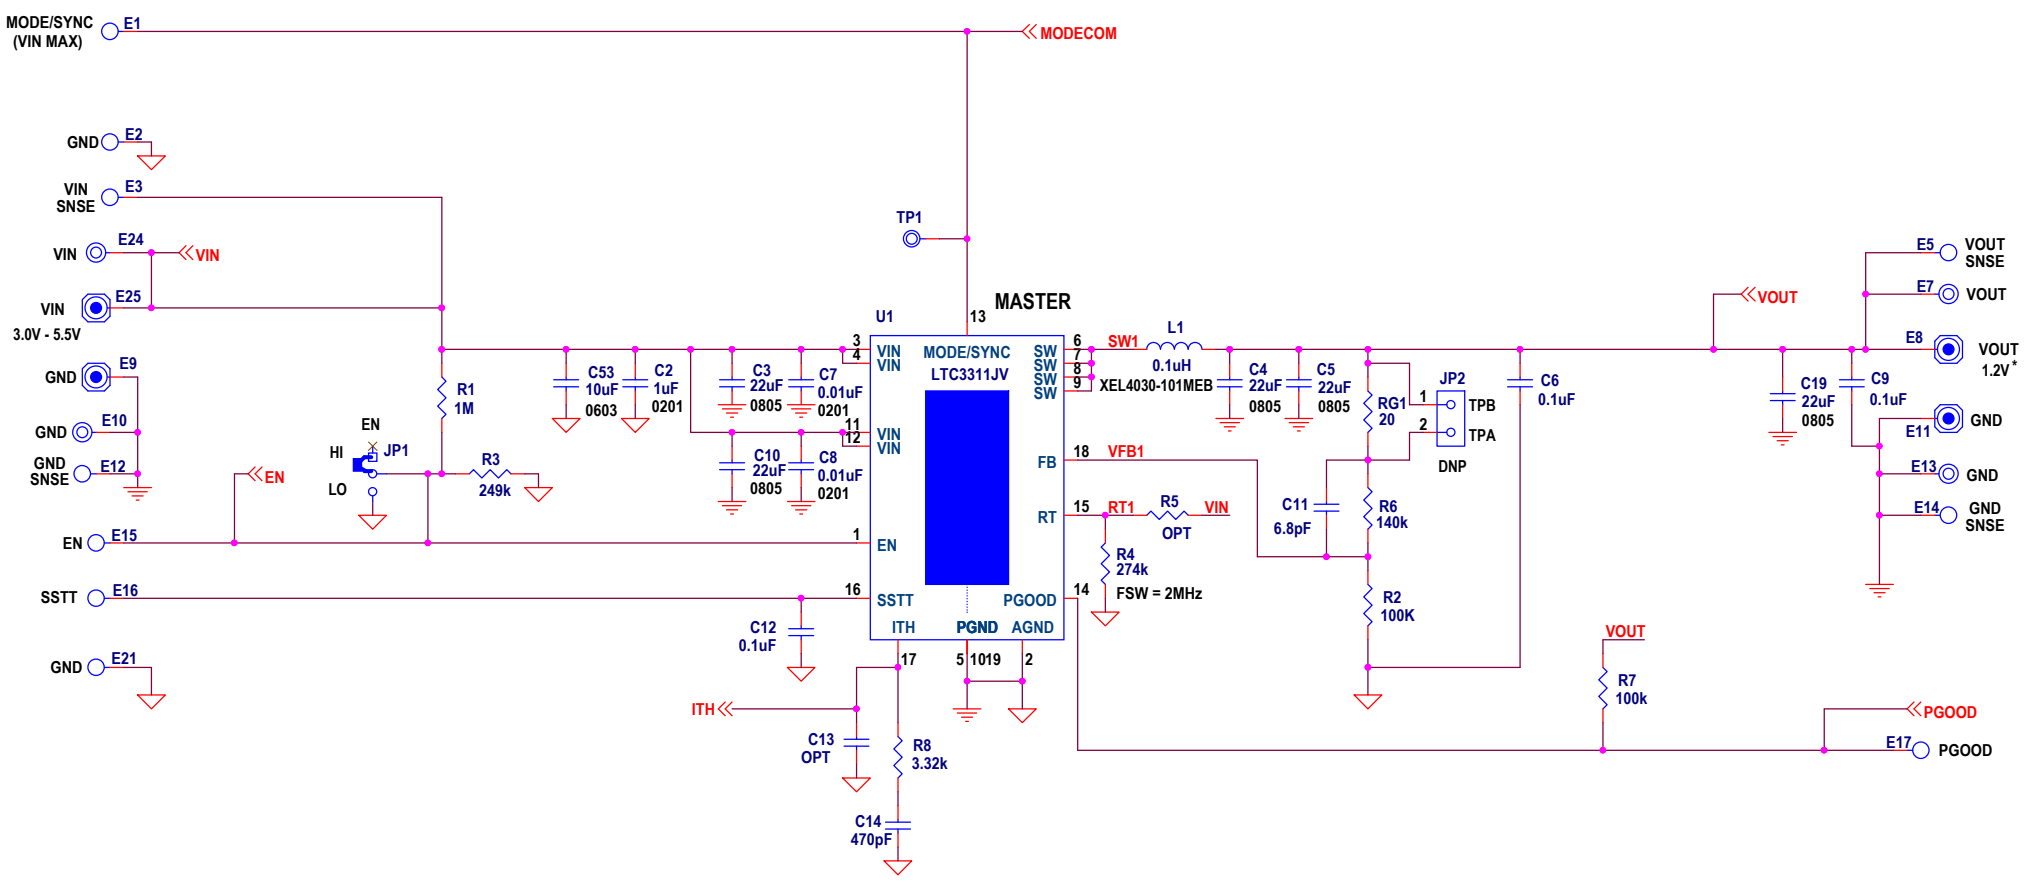 MODE/SYNC
(VIN MAX)
E1
MODECOM
GND
E2
VIN
SNSE
E3
VIN
E24
VIN
VIN
E25
3.0V - 5.5V
GND
E9
GND
E10
GND
SNSE
E12
EN
HI
JP1
LO
EN
EN
E15
SSTT
E16
GND
E21
R1
1M
R3
249k
C53
10uF
0603
C2
1uF
0201
C3
22uF
0805
C7
0.01uF
0201
C10
22uF
0805
C8
0.01uF
0201
C12
0.1uF
TP1
U1
MASTER
13
MODE/SYNC
LTC3311JV
3
4
VIN
VIN
11
12
VIN
VIN
1
EN
16
SSTT
ITH
PGND
AGND
17
5
10
19
2
6
7
8
9
SW
SW
SW
SW
18
FB
15
RT
14
PGOOD
ITH
C13
OPT
R8
3.32k
C14
470pF
SW1
L1
0.1uH
XEL4030-101MEB
VFB1
RT1
R5
OPT
VIN
R4
274k
FSW = 2MHz
C4
22uF
0805
C5
22uF
0805
RG1
20
JP2
1
2
TPB
TPA
DNP
C11
6.8pF
R6
140k
R2
100K
C6
0.1uF
VOUT
C19
22uF
0805
C9
0.1uF
E5
VOUT
SNSE
E7
VOUT
E8
VOUT
1.2V *
E11
GND
E13
GND
E14
GND
SNSE
VOUT
R7
100k
PGOOD
E17
PGOOD